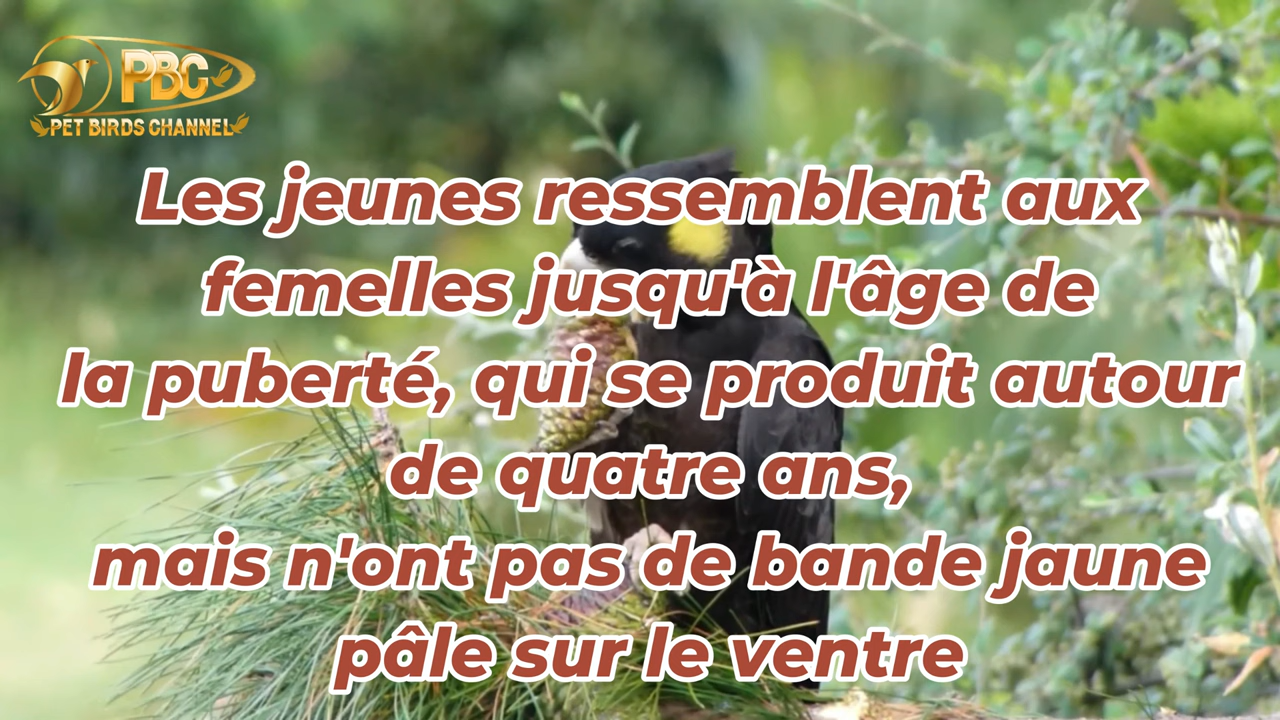 PBC
PET BIRDS CHANNEL
Les jeunes ressemblent aux
femelles jusqu'à l'âge de
la puberté, qui se produit autour
de quatre ans,
mais n'ont pas de bande jaune
pâle sur le ventre